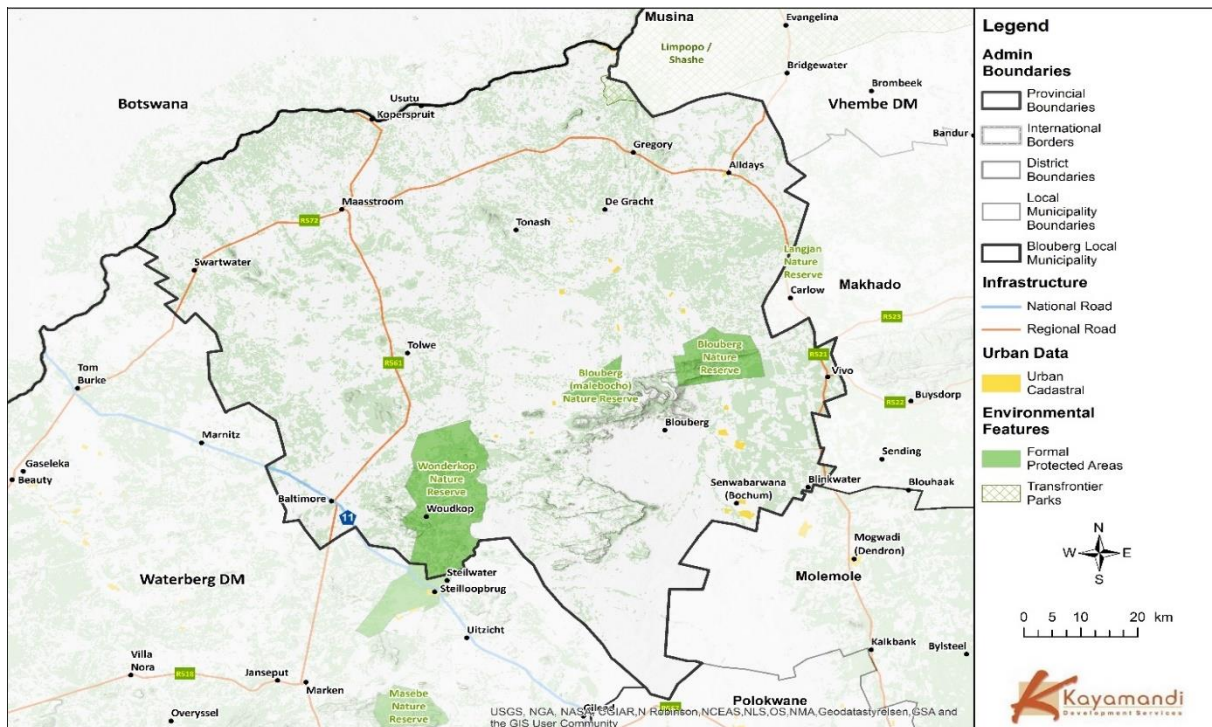 Musina
Evangelina
Limpopo /
Shashe
Bridgewater
Brombeek
Botswana
Usutu
Koperspruit
Vhembe DM
Bandur
Gregory
Alldays
Maasstroom
De Gracht
R572
Tonash
Langjan
Nature
Reserve
Swartwater
Carlow
Makhado
R523
Tolwe
R561
Blouberg
Nature
Reserve
R521
Tom
Burke
Blouberg
(malebocho)
Nature Reserve
Vivo
R522
Buysdorp
Marnitz
Blouberg
Gaseleka
Beauty
Wonderkop
Nature
Reserve
Sending
Baltimore
Senwabarwana
(Bochum)
Blinkwater
Blouhaak
11
Woudkop
Mogwadi
(Dendron)
Waterberg DM
Steilwater
Steilloopbrug
Molemole
Uitzicht
Villa
Nora
R518
Janseput
Marken
Kalkbank
Bylsteel
Overyssel
Masebe
Nature
Reserve
Gilead
Polokwane
USGS, NGA, NASA, CGIAR,N Robinson,NCEAS,NLS,OS,NMA,Geodatastyrelsen,GSA and
the GIS User Community
Legend
Admin
Boundaries
Provincial
Boundaries
International
Borders
District
Boundaries
Local
Municipality
Boundaries
Blouberg Local
Municipality
Infrastructure
National Road
Regional Road
Urban Data
Urban
Cadastral
Environmental
Features
Formal
Protected Areas
Transfrontier
Parks
N
W E
S
0 5 10 20 km
Kayamandi
Development Services